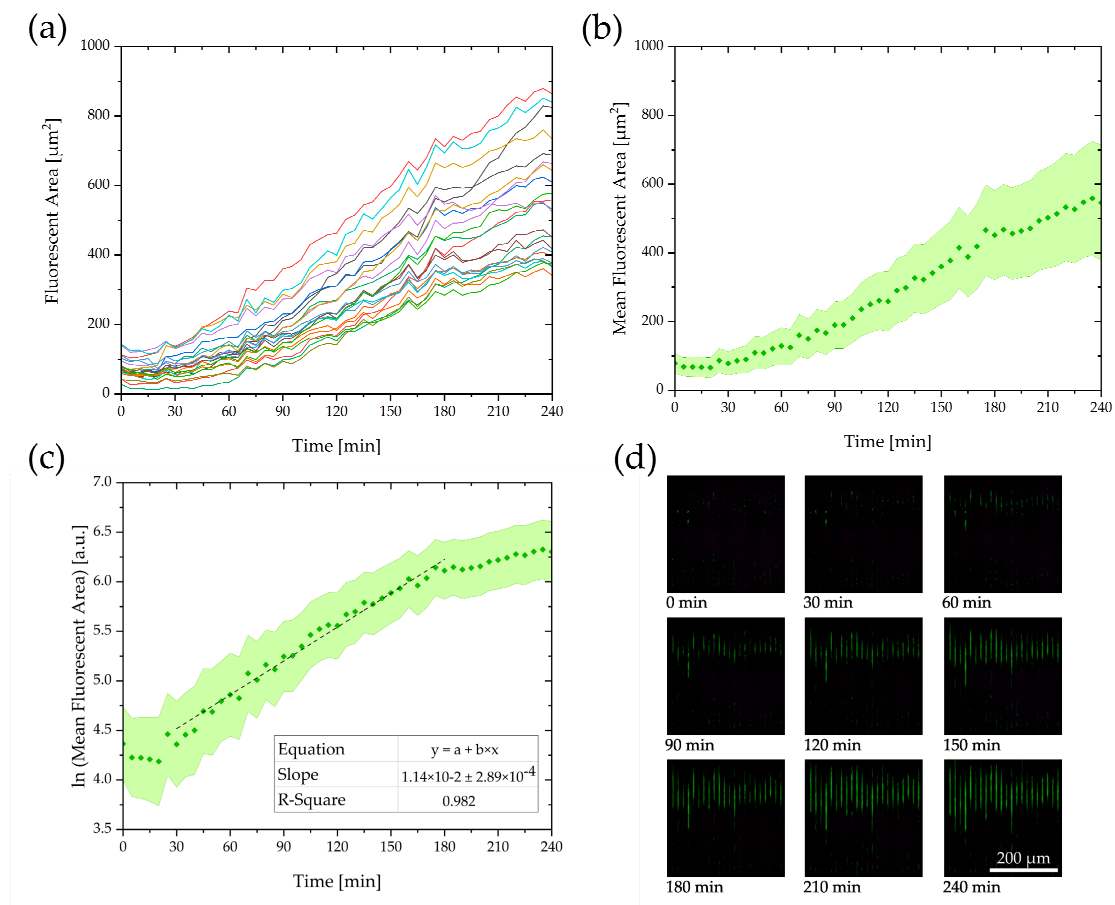 (a)
1000
800
600
400
200
0
Fluorescent Area [µm²]
0 30 60 90 120 150 180 210 240
Time [min]
(b)
1000
800
600
400
200
0
Mean Fluorescent Area [µm²]
0 30 60 90 120 150 180 210 240
Time [min]
(c)
7.0
6.5
6.0
5.5
5.0
4.5
4.0
3.5
ln (Mean Fluorescent Area) [a.u.]
Equation y = a + b×x
Slope 1.14×10-2 ± 2.89×10⁻⁴
R-Square 0.982
0 30 60 90 120 150 180 210 240
Time [min]
(d)
0 min 30 min 60 min
90 min 120 min 150 min
200 µm
180 min 210 min 240 min